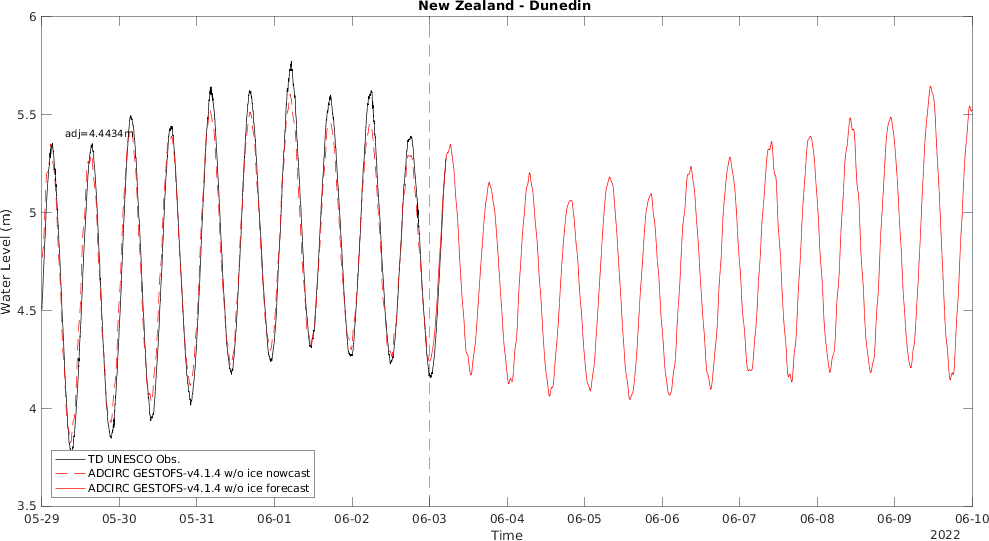 New Zealand - Dunedin
6
5.5
5
4.5
4
3.5
Water Level (m)
adj=4.4434m
TD UNESCO Obs.
ADCIRC GESTOFS-v4.1.4 w/o ice nowcast
ADCIRC GESTOFS-v4.1.4 w/o ice forecast
05-29 05-30 05-31 06-01 06-02 06-03 06-04 06-05 06-06 06-07 06-08 06-09 06-10
Time
2022